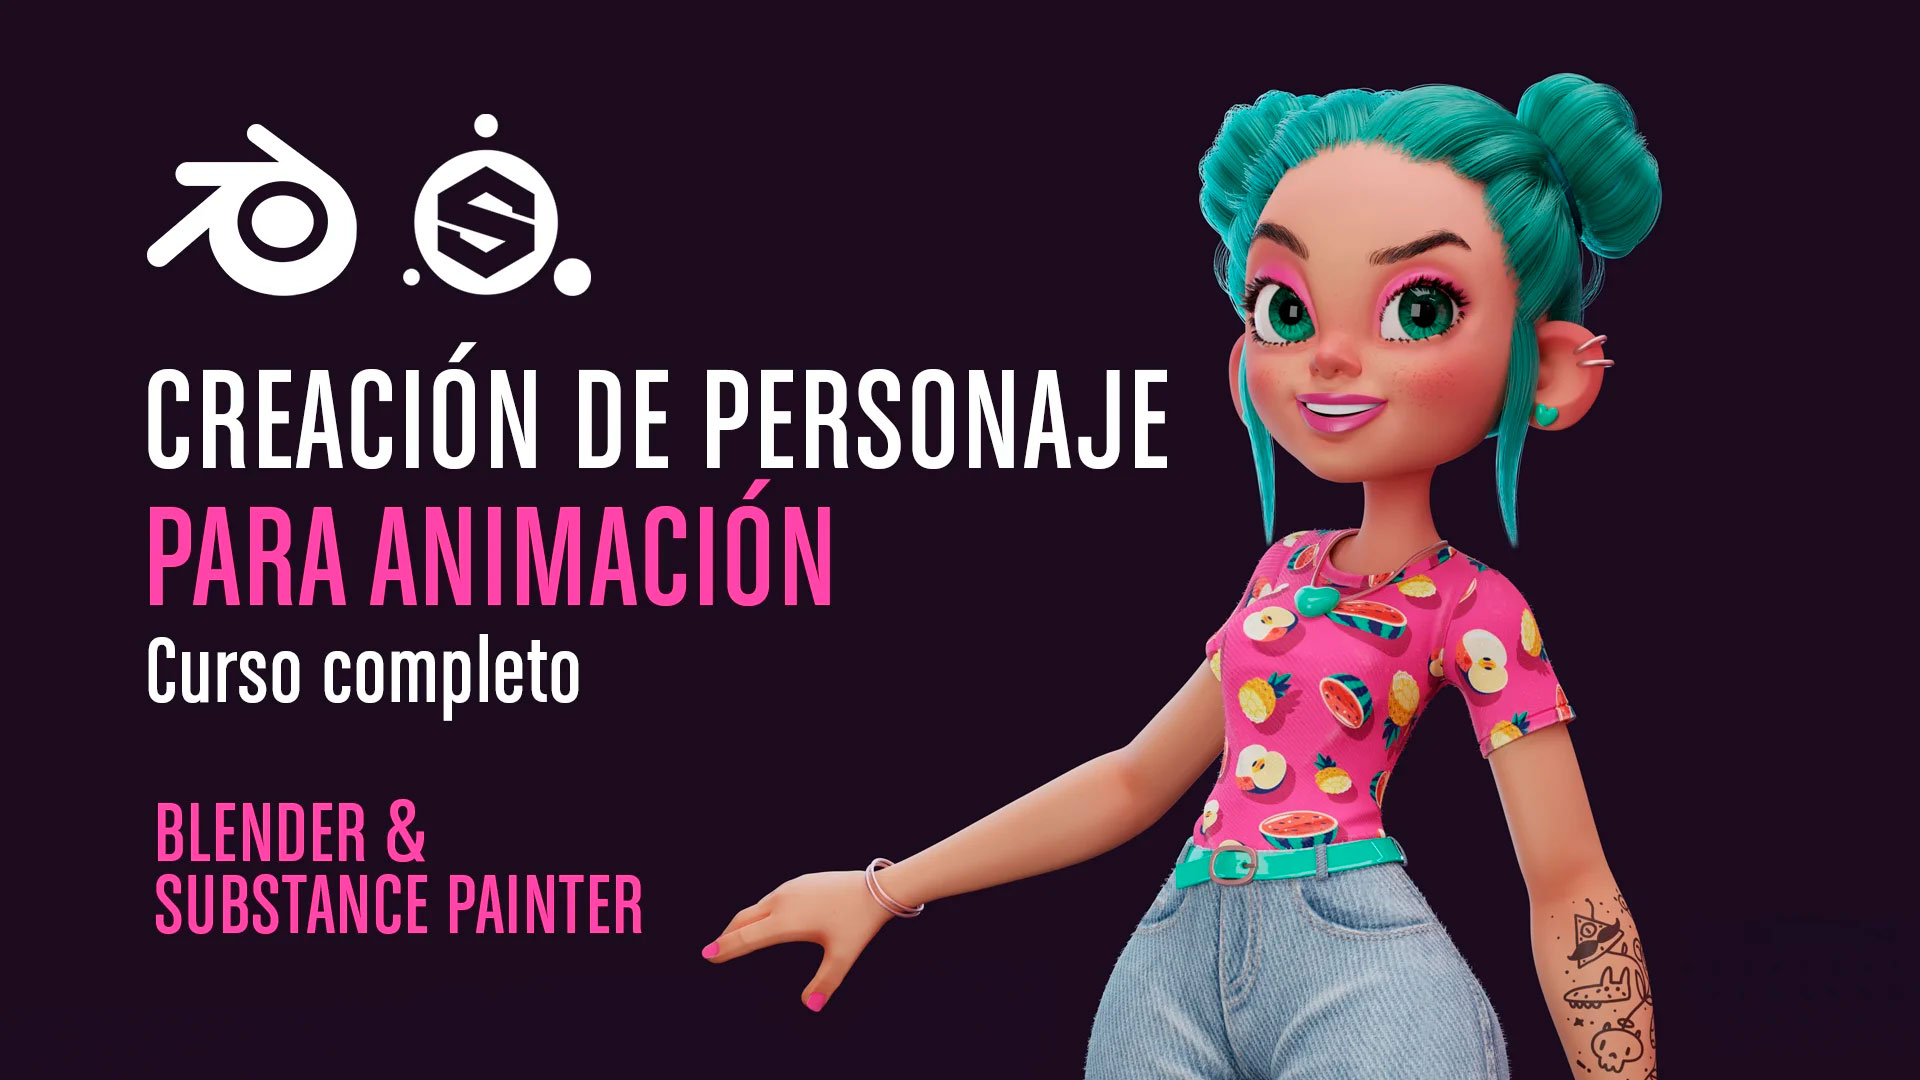 CREACIÓN DE PERSONAJE
PARA ANIMACIÓN
Curso completo
BLENDER &
SUBSTANCE PAINTER